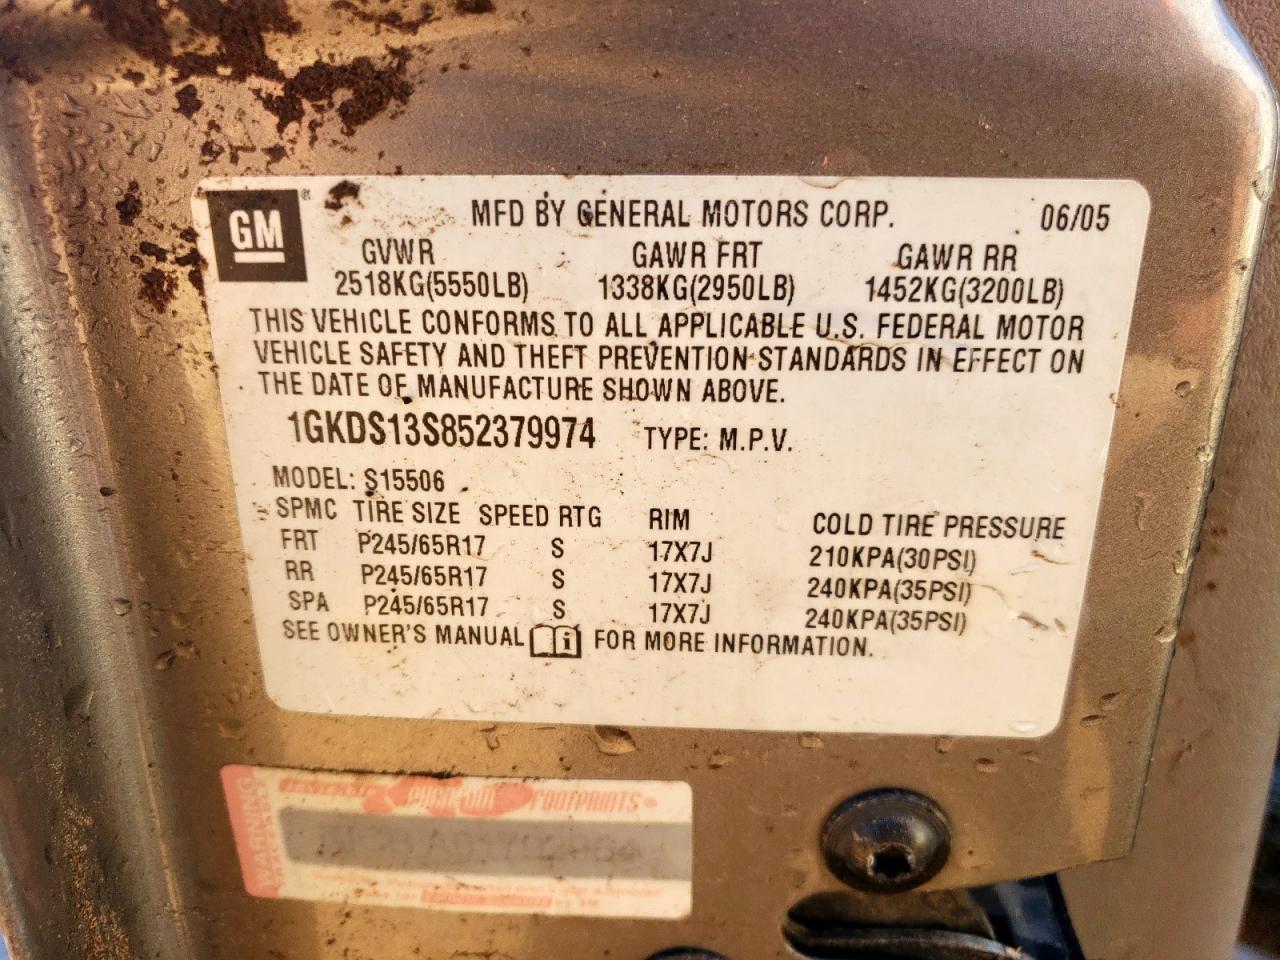 GM ®
MFD BY GENERAL MOTORS CORP. 06/05
GVWR GAWR FRT GAWR RR
2518KG(5550LB) 1338KG(2950LB) 1452KG(3200LB)
THIS VEHICLE CONFORMS TO ALL APPLICABLE U.S. FEDERAL MOTOR
VEHICLE SAFETY AND THEFT PREVENTION STANDARDS IN EFFECT ON
THE DATE OF MANUFACTURE SHOWN ABOVE.
1GKDS13S852379974 TYPE: M.P.V.
MODEL: S15506
SPMC TIRE SIZE SPEED RTG RIM COLD TIRE PRESSURE
FRT P245/65R17 S 17X7J 210KPA(30PSI)
RR P245/65R17 S 17X7J 240KPA(35PSI)
SPA P245/65R17 S 17X7J 240KPA(35PSI)
SEE OWNER'S MANUAL i FOR MORE INFORMATION.
WARNING
FOOTPRINTS